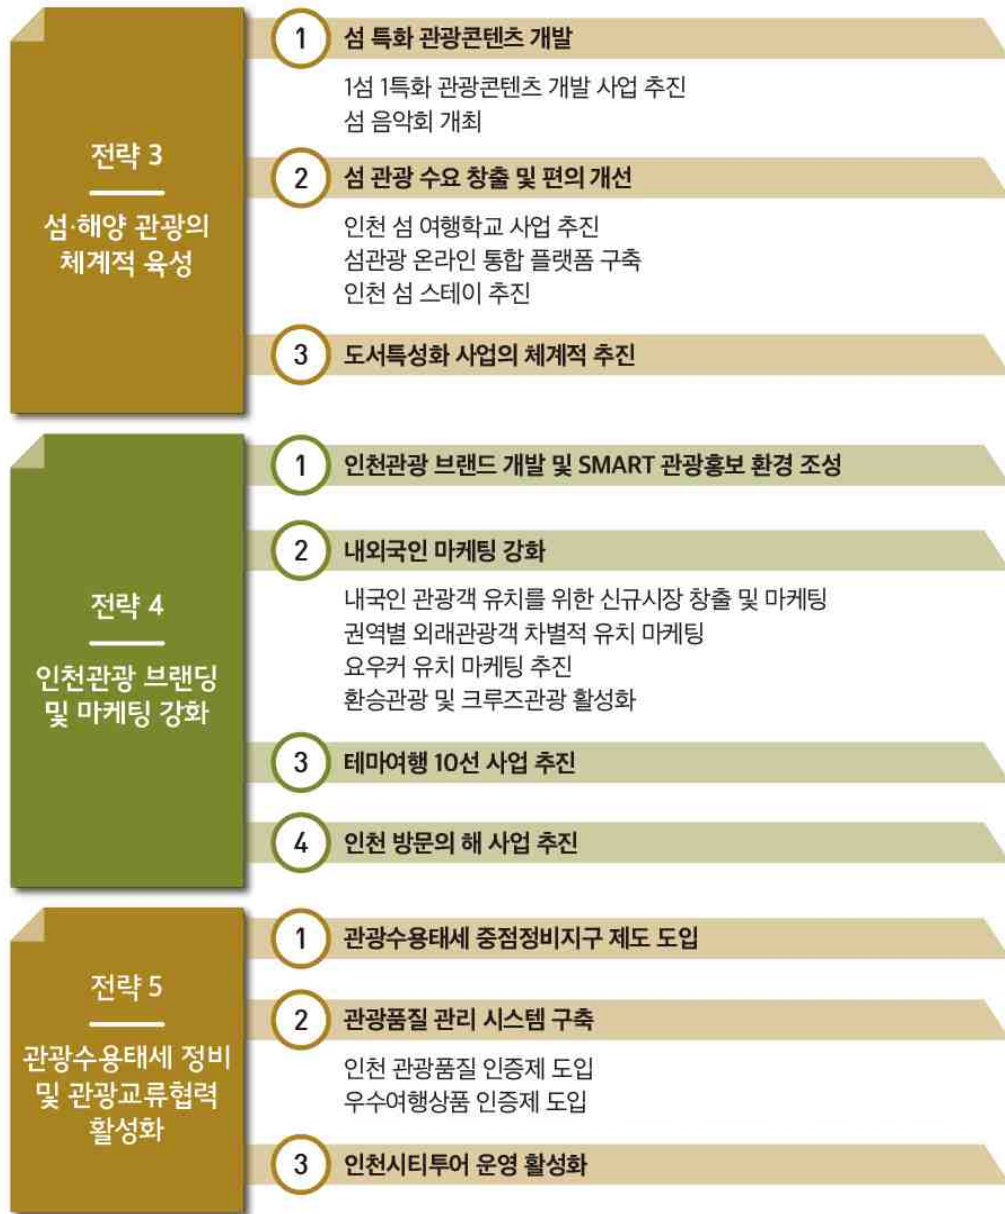 전략 3
섬·해양 관광의
체계적 육성
1 섬 특화 관광콘텐츠 개발
1섬 1특화 관광콘텐츠 개발 사업 추진
섬 음악회 개최
2 섬 관광 수요 창출 및 편의 개선
인천 섬 여행학교 사업 추진
섬관광 온라인 통합 플랫폼 구축
인천 섬 스테이 추진
3 도서특성화 사업의 체계적 추진
전략 4
인천관광 브랜딩
및 마케팅 강화
1 인천관광 브랜드 개발 및 SMART 관광홍보 환경 조성
2 내외국인 마케팅 강화
내국인 관광객 유치를 위한 신규시장 창출 및 마케팅
권역별 외래관광객 차별적 유치 마케팅
요우커 유치 마케팅 추진
환승관광 및 크루즈관광 활성화
3 테마여행 10선 사업 추진
4 인천 방문의 해 사업 추진
전략 5
관광수용태세 정비
및 관광교류협력
활성화
1 관광수용태세 중점정비지구 제도 도입
2 관광품질 관리 시스템 구축
인천 관광품질 인증제 도입
우수여행상품 인증제 도입
3 인천시티투어 운영 활성화